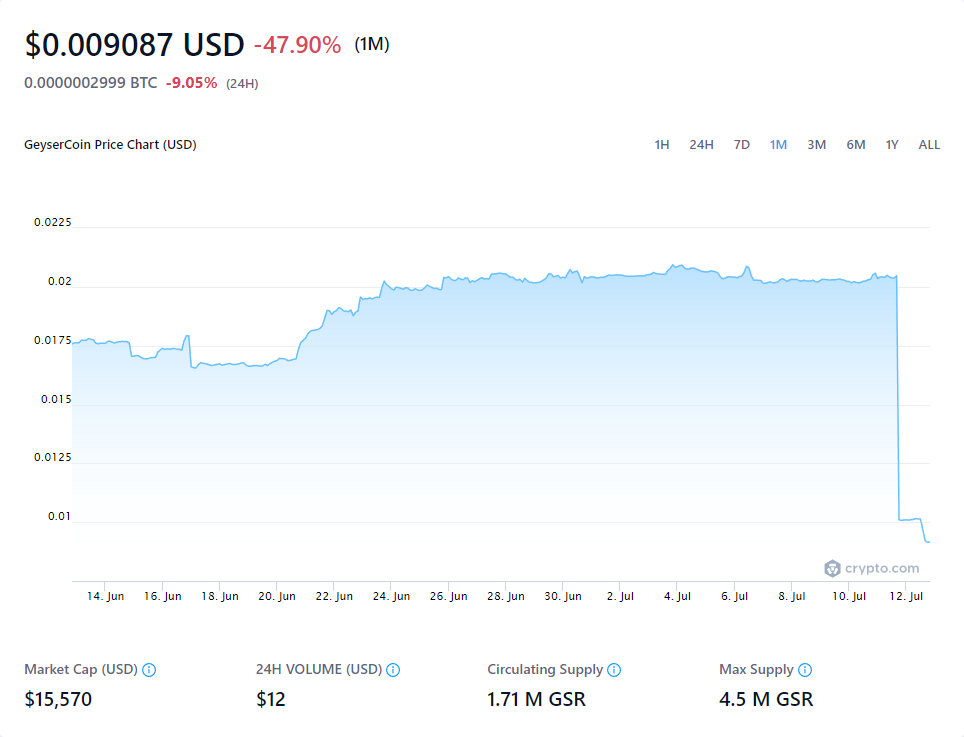 $0.009087 USD -47.90% (1M)
0.0000002999 BTC -9.05% (24H)
GeyserCoin Price Chart (USD) 1H 24H 7D 1M 3M 6M 1Y ALL
0.0225
0.02
0.0175
0.015
0.0125
0.01
crypto.com
14. Jun 16. Jun 18. Jun 20. Jun 22. Jun 24. Jun 26. Jun 28. Jun 30. Jun 2. Jul 4. Jul 6. Jul 8. Jul 10. Jul 12. Jul
Market Cap (USD) 24H VOLUME (USD) Circulating Supply Max Supply
$15,570 $12 1.71 M GSR 4.5 M GSR